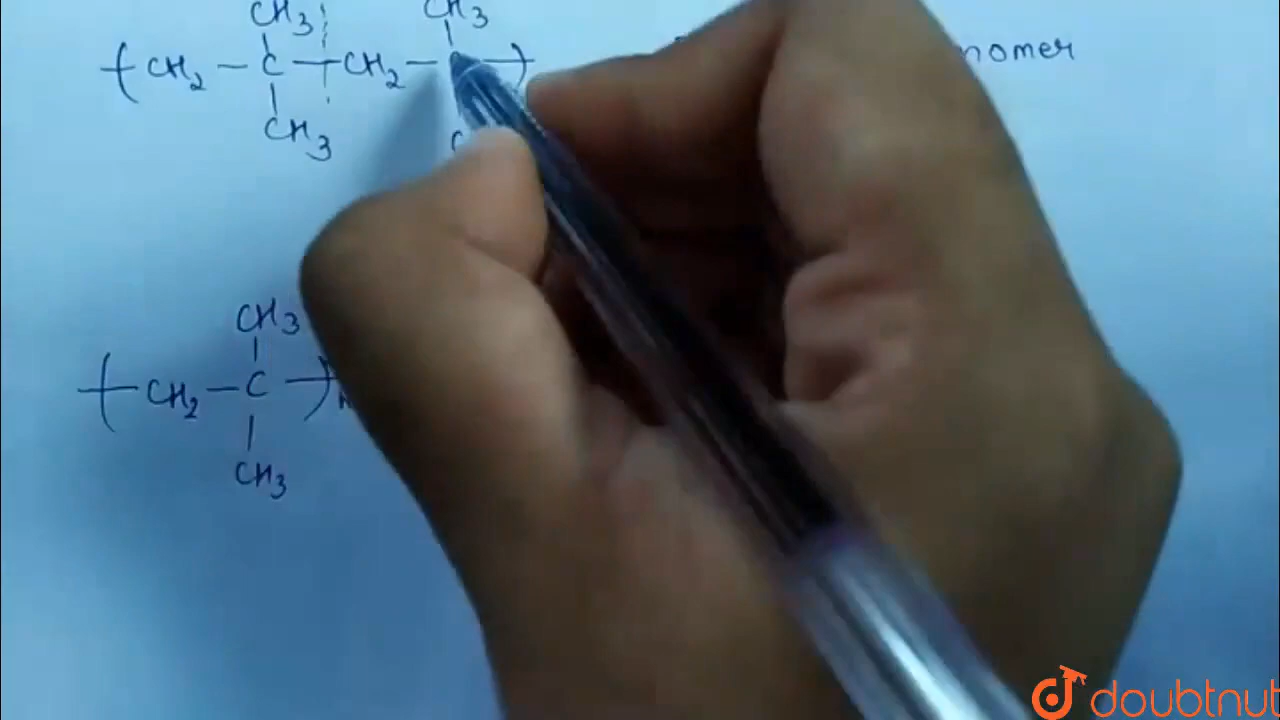 CH3 CH3
CH2 - C - CH2 - nomer
CH3
CH3
( CH2 - C - )n
CH3
doubtnut